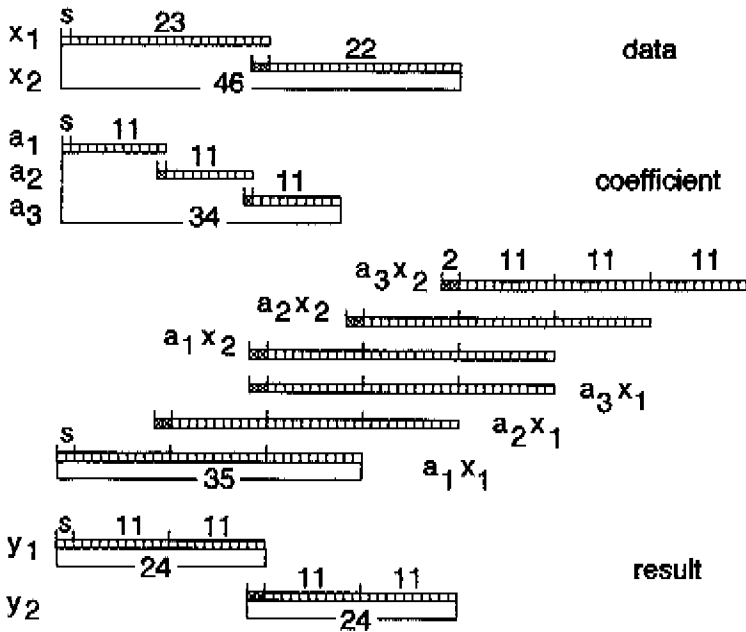 s
x1 23 data
22
x2 46
s
a1 11
a2 11 coefficient
11
a3 34
2 11 11 11
a3x2
a2x2
a1x2
a3x1
a2x1
s
35 a1x1
s 11 11
y1
24 11 11 result
y2 24